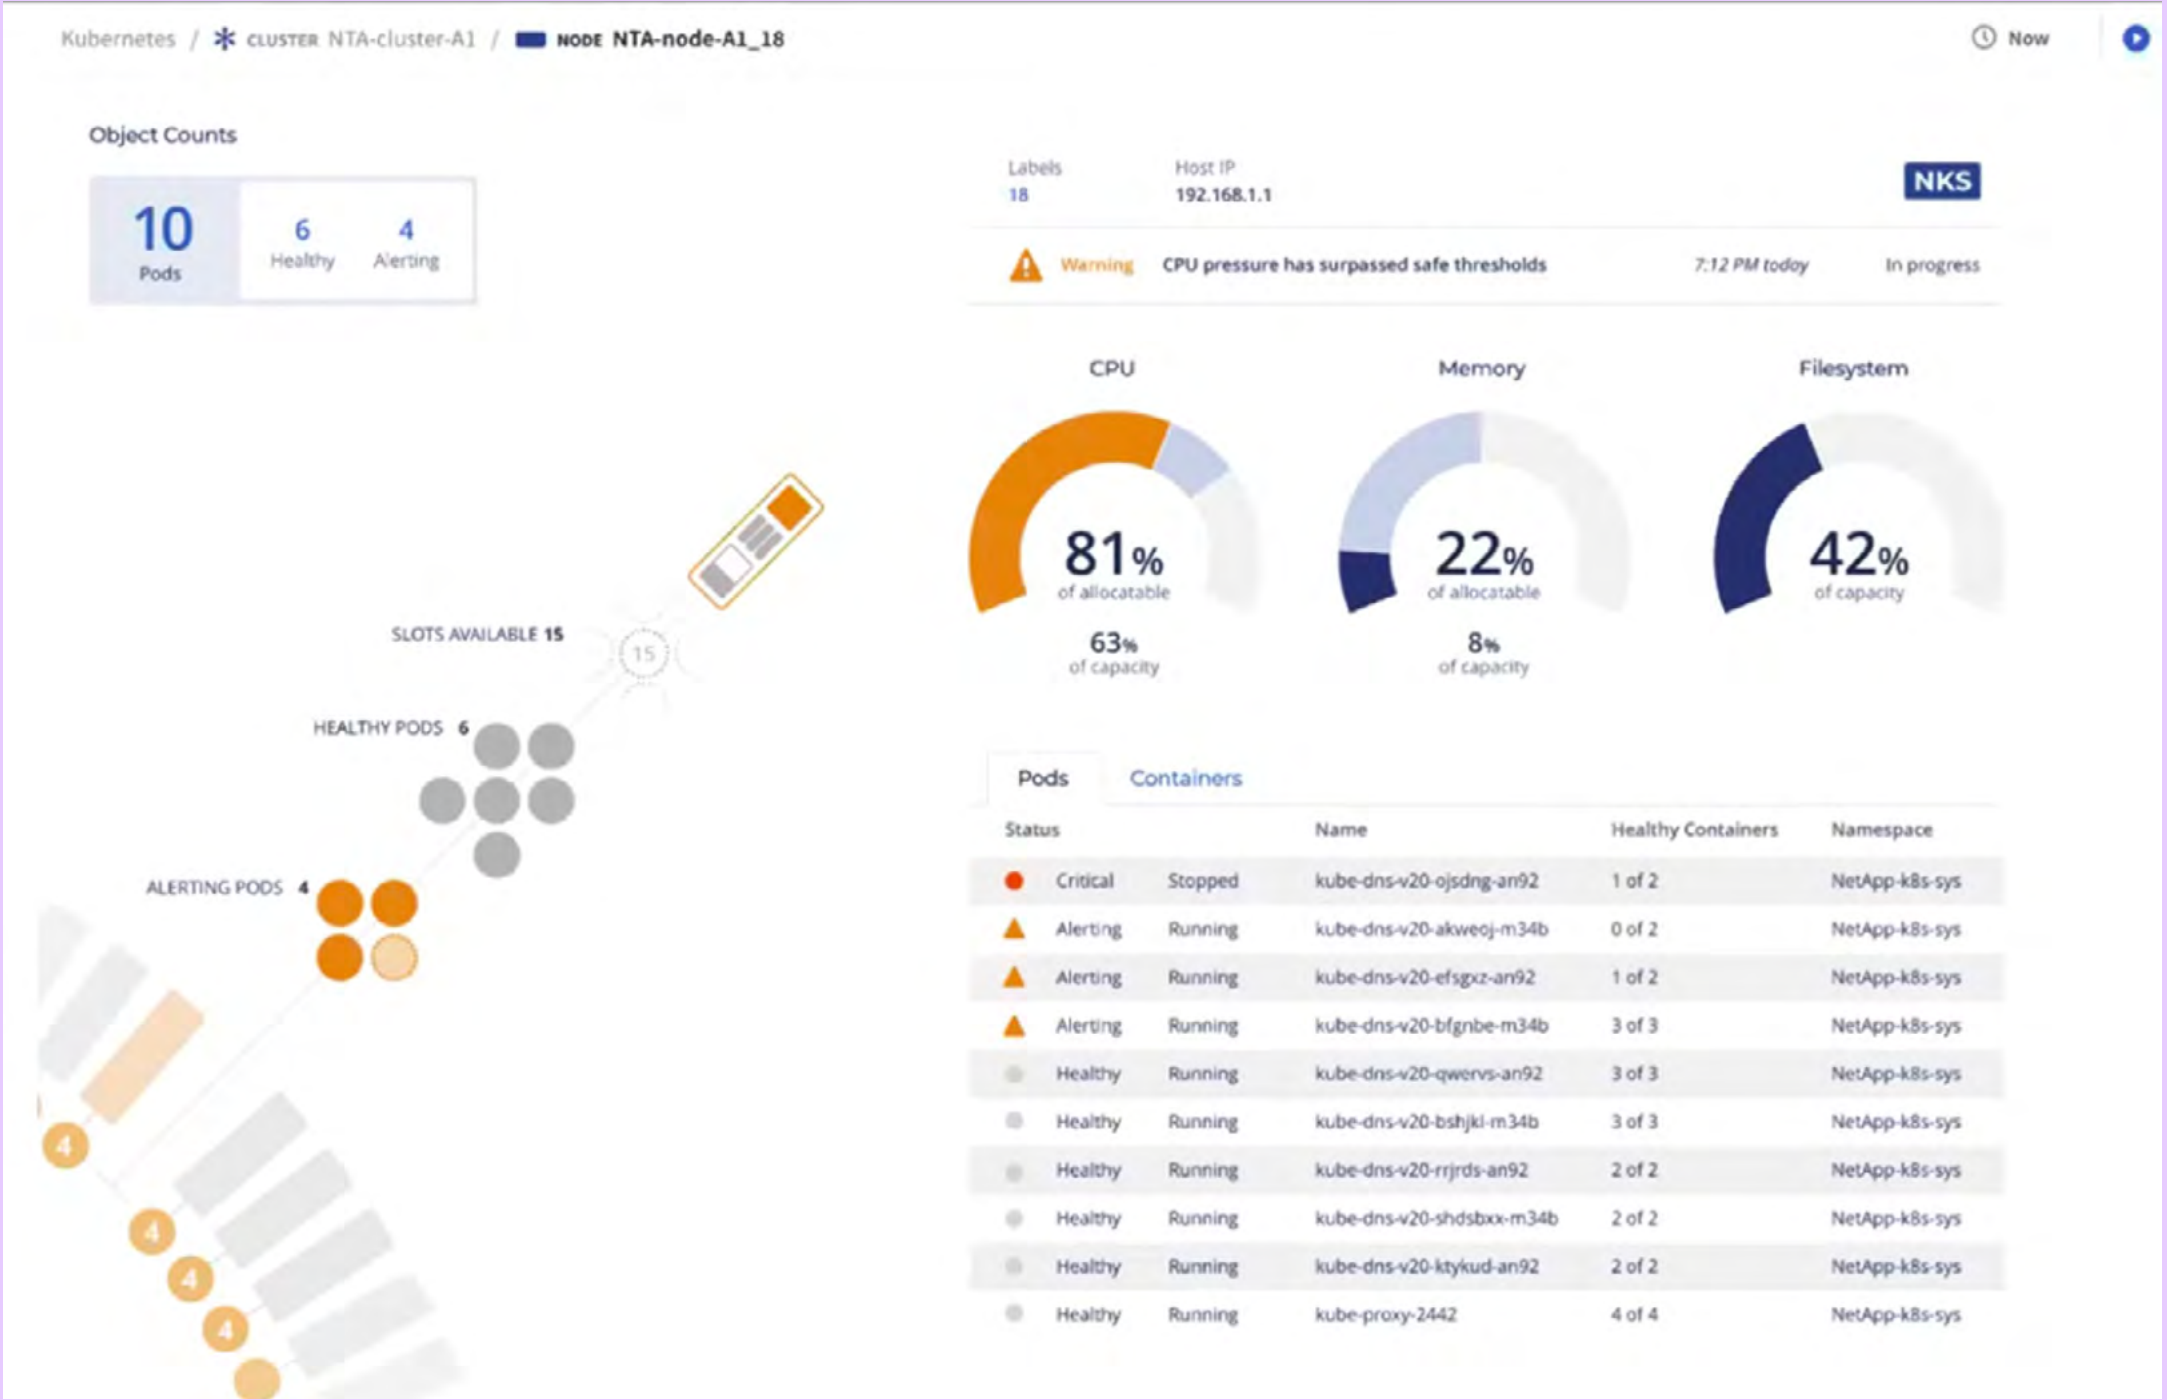 Kubernetes / CLUSTER NTA-cluster-A1 / NODE NTA-node-A1_18
Now
Object Counts
10
Pods
6
Healthy
4
Alerting
Labels
18
Host IP
192.168.1.1
NKS
Warning CPU pressure has surpassed safe thresholds 7:12 PM today In progress
CPU
81%
of allocatable
63%
of capacity
Memory
22%
of allocatable
8%
of capacity
Filesystem
42%
of capacity
SLOTS AVAILABLE 15
15
HEALTHY PODS 6
ALERTING PODS 4
4
4
4
4
Pods Containers
Status Name Healthy Containers Namespace
Critical Stopped kube-dns-v20-ojsdng-an92 1 of 2 NetApp-k8s-sys
Alerting Running kube-dns-v20-akweoj-m34b 0 of 2 NetApp-k8s-sys
Alerting Running kube-dns-v20-efsgxz-an92 1 of 2 NetApp-k8s-sys
Alerting Running kube-dns-v20-bfgnbe-m34b 3 of 3 NetApp-k8s-sys
Healthy Running kube-dns-v20-qwervs-an92 3 of 3 NetApp-k8s-sys
Healthy Running kube-dns-v20-bshjkl-m34b 3 of 3 NetApp-k8s-sys
Healthy Running kube-dns-v20-rrjrds-an92 2 of 2 NetApp-k8s-sys
Healthy Running kube-dns-v20-shdsbxx-m34b 2 of 2 NetApp-k8s-sys
Healthy Running kube-dns-v20-ktykud-an92 2 of 2 NetApp-k8s-sys
Healthy Running kube-proxy-2442 4 of 4 NetApp-k8s-sys